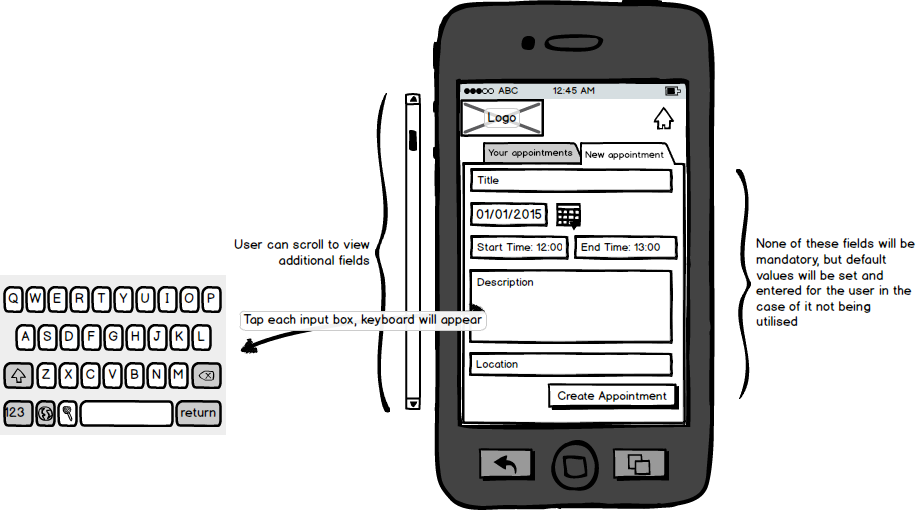 ABC 12:45 AM
Logo
Your appointments New appointment
Title
01/01/2015
Start Time: 12:00 End Time: 13:00
Description
Location
Create Appointment
User can scroll to view
additional fields
Tap each input box, keyboard will appear
None of these fields will be
mandatory, but default
values will be set and
entered for the user in the
case of it not being
utilised
Q W E R T Y U I O P
A S D F G H J K L
Z X C V B N M
123 return